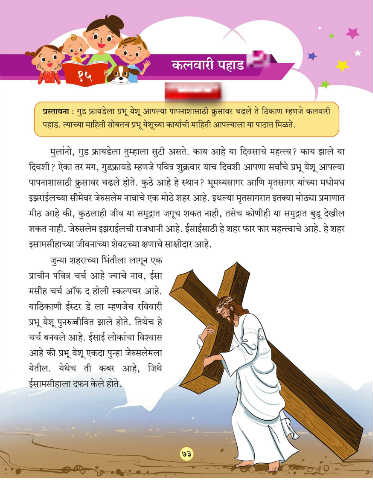 १५
कलवारी पहाड
प्रस्तावना : गुड फ्रायडेला प्रभू येशू आपल्या पापनाशासाठी क्रुसावर चढले ते ठिकाण म्हणजे कलवारी
पहाड. त्याच्या माहिती सोबतच प्रभू येशूच्या कार्याची माहिती आपल्याला या पाठात मिळते.
मुलांनो, गुड फ्रायडेला तुम्हाला सुटी असते. काय आहे या दिवसाचे महत्त्व? काय झाले या
दिवशी? ऐका तर मग, गुडफ्रायडे म्हणजे पवित्र शुक्रवार याच दिवशी आपणा सर्वांचे प्रभू येशू आपल्या
पापनाशासाठी क्रुसावर चढले होते. कुठे आहे हे स्थान? भूमध्यसागर आणि मृतसागर यांच्या मधोमध
इझराईलच्या सीमेवर जेरुसलेम नावाचे एक मोठे शहर आहे. इथल्या मृतसागरात इतक्या मोठ्या प्रमाणात
मीठ आहे की, कुठलाही जीव या समुद्रात जगूच शकत नाही, तसेच कोणीही या समुद्रात बुडू देखील
शकत नाही. जेरुसलेम इझराईलची राजधानी आहे. ईसाईसाठी हे शहर फार फार महत्त्वाचे आहे. हे शहर
इसामसीहाच्या जीवनाच्या शेवटच्या क्षणाचे साक्षीदार आहे.
जुन्या शहराच्या भिंतीला लागून एक
प्राचीन पवित्र चर्च आहे ज्याचे नाव, ईसा
मसीह चर्च ऑफ द होली स्कल्पचर आहे.
याठिकाणी ईस्टर डे ला म्हणजेच रविवारी
प्रभू येशू पुनरुज्जीवित झाले होते. तिथेच हे
चर्च बनवले आहे. ईसाई लोकांचा विश्वास
आहे की प्रभू येशू एकदा पुन्हा जेरुसलेमला
येतील. येथेच ती कबर आहे, जिथे
ईसामसीहाला दफन केले होते.
७३